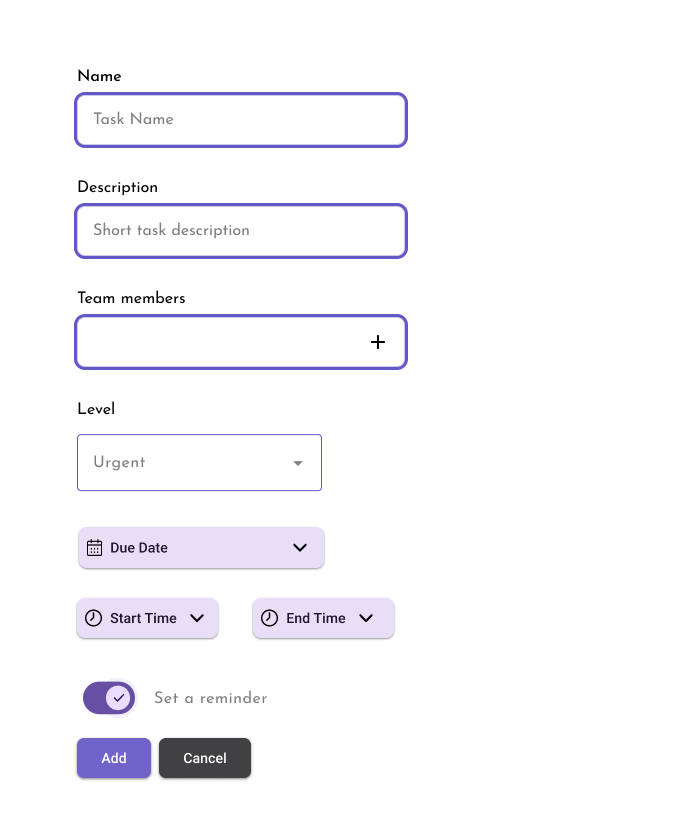 Name
Task Name
Description
Short task description
Team members
Level
Urgent
Due Date
Start Time End Time
Set a reminder
Add Cancel